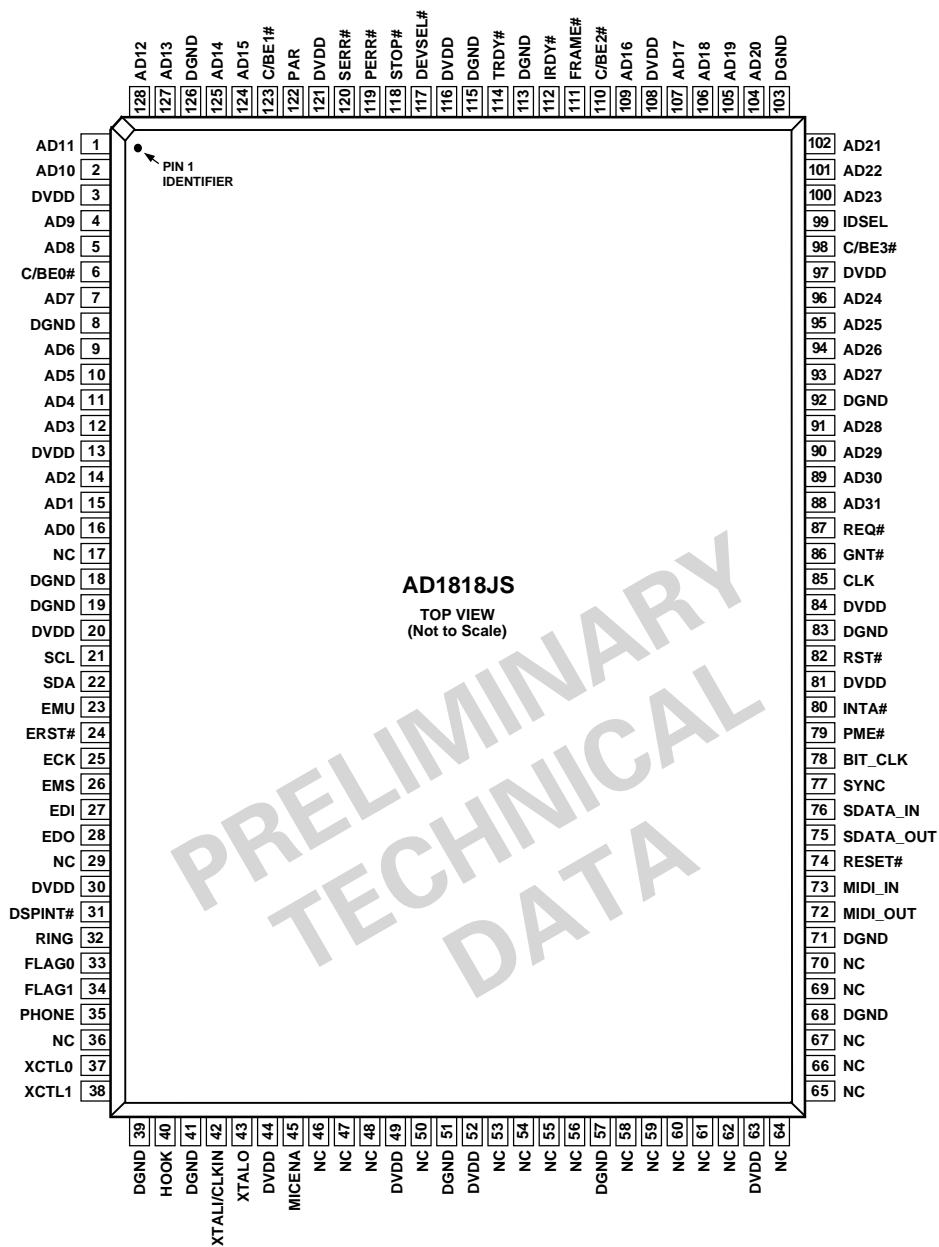 128 AD12
127 AD13
126 DGND
125 AD14
124 AD15
123 C/BE1#
122 PAR
121 DVDD
120 SERR#
119 PERR#
118 STOP#
117 DEVSEL#
116 DVDD
115 DGND
114 TRDY#
113 DGND
112 IRDY#
111 FRAME#
110 C/BE2#
109 AD16
108 DVDD
107 AD17
106 AD18
105 AD19
104 AD20
103 DGND
AD11 1
AD10 2
DVDD 3
AD9 4
AD8 5
C/BE0# 6
AD7 7
DGND 8
AD6 9
AD5 10
AD4 11
AD3 12
DVDD 13
AD2 14
AD1 15
AD0 16
NC 17
DGND 18
DGND 19
DVDD 20
SCL 21
SDA 22
EMU 23
ERST# 24
ECK 25
EMS 26
EDI 27
EDO 28
NC 29
DVDD 30
DSPINT# 31
RING 32
FLAG0 33
FLAG1 34
PHONE 35
NC 36
XCTL0 37
XCTL1 38
PIN 1
IDENTIFIER
AD1818JS
TOP VIEW
(Not to Scale)
PRELIMINARY
TECHNICAL
DATA
102 AD21
101 AD22
100 AD23
99 IDSEL
98 C/BE3#
97 DVDD
96 AD24
95 AD25
94 AD26
93 AD27
92 DGND
91 AD28
90 AD29
89 AD30
88 AD31
87 REQ#
86 GNT#
85 CLK
84 DVDD
83 DGND
82 RST#
81 DVDD
80 INTA#
79 PME#
78 BIT_CLK
77 SYNC
76 SDATA_IN
75 SDATA_OUT
74 RESET#
73 MIDI_IN
72 MIDI_OUT
71 DGND
70 NC
69 NC
68 DGND
67 NC
66 NC
65 NC
DGND 39
HOOK 40
DGND 41
XTALI/CLKIN 42
XTALO 43
DVDD 44
MICENA 45
NC 46
NC 47
NC 48
DVDD 49
NC 50
DGND 51
DVDD 52
NC 53
NC 54
NC 55
NC 56
DGND 57
NC 58
NC 59
NC 60
NC 61
NC 62
DVDD 63
NC 64